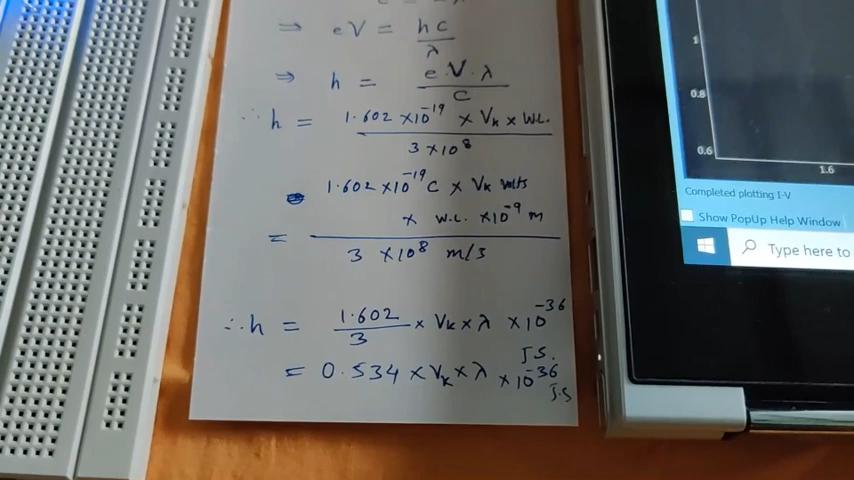 ⇒ eV = hc
λ
⇒ h = e·V·λ
C
∴ h = 1.602 ×10⁻¹⁹ × Vₖ × W.L.
3 ×10⁸
1.602 ×10⁻¹⁹ C × Vₖ volts
× W.L. ×10⁻⁹ m
=
3 ×10⁸ m/s
∴ h = 1.602 × Vₖ × λ ×10⁻³⁶
3
J.S.
= 0.534 × Vₖ × λ ×10⁻³⁶
J.S
1
0.8
0.6
1.6
Completed plotting I-V
Show PopUp Help Window
Type here to